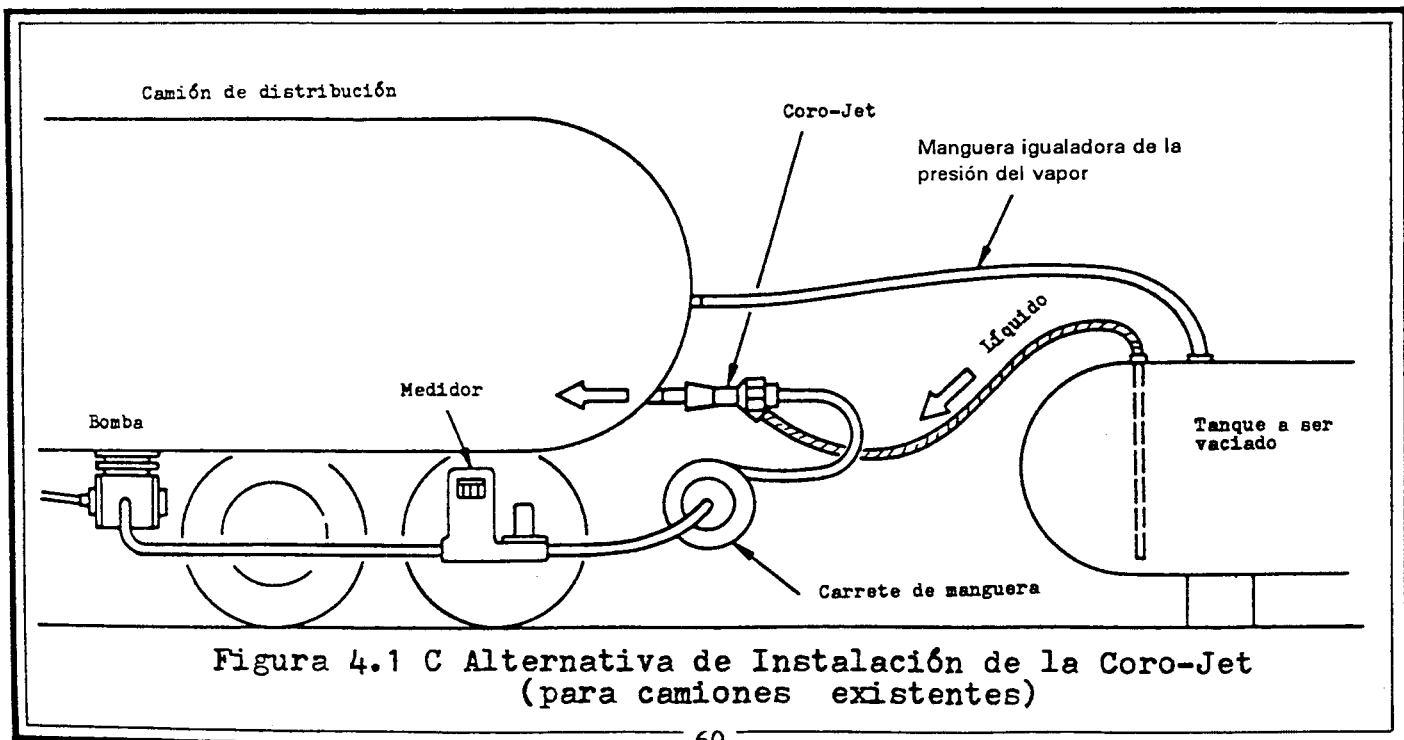 Camión de distribución
Coro-Jet
Manguera igualadora de la
presión del vapor
Líquido
Medidor
Bomba
Tanque a ser
vaciado
Carrete de manguera
Figura 4.1 C Alternativa de Instalación de la Coro-Jet
(para camiones existentes)
60